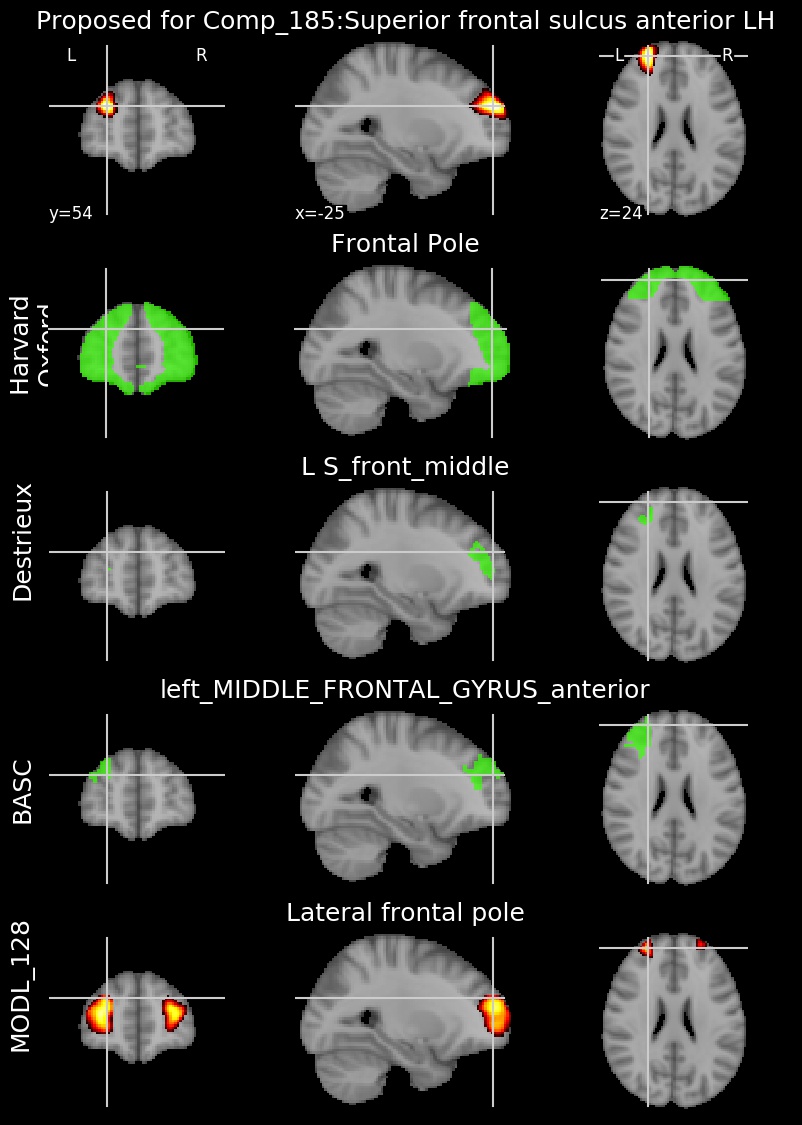 Proposed for Comp_185:Superior frontal sulcus anterior LH
L R
L R
y=54 x=-25 z=24
Frontal Pole
Harvard
L S_front_middle
Destrieux
left_MIDDLE_FRONTAL_GYRUS_anterior
BASC
Lateral frontal pole
MODL_128